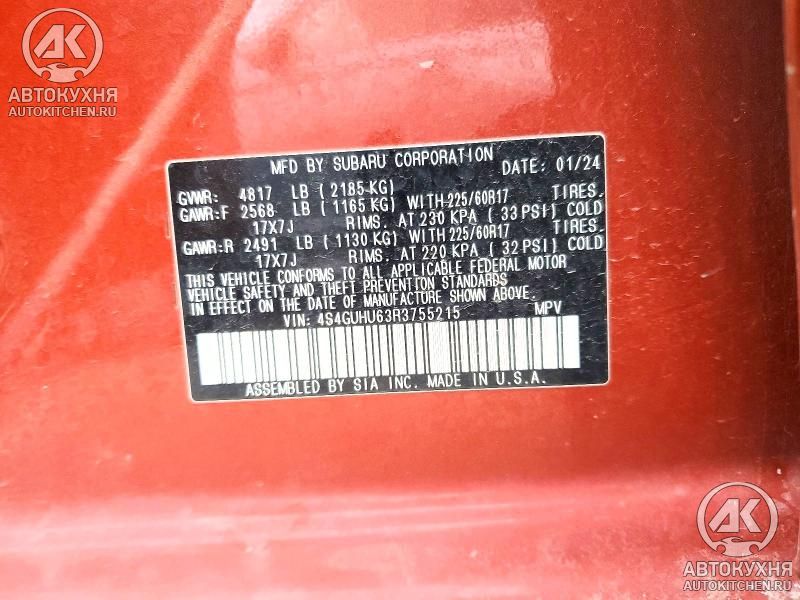 AK
АВТОКУХНЯ
AUTOKITCHEN.RU
MFD BY SUBARU CORPORATION DATE: 01/24
GVWR: 4817 LB ( 2185 KG)
GAWR:F 2568 LB ( 1165 KG) WITH 225/60R17 TIRES.
17X7J RIMS. AT 230 KPA ( 33 PSI) COLD
GAWR:R 2491 LB ( 1130 KG) WITH 225/60R17 TIRES.
17X7J RIMS. AT 220 KPA ( 32 PSI) COLD
THIS VEHICLE CONFORMS TO ALL APPLICABLE FEDERAL MOTOR
VEHICLE SAFETY AND THEFT PREVENTION STANDARDS
IN EFFECT ON THE DATE OF MANUFACTURE SHOWN ABOVE.
VIN: 4S4GUHU63R3755215 MPV
ASSEMBLED BY SIA INC. MADE IN U.S.A.
AK
АВТОКУХНЯ
AUTOKITCHEN.RU